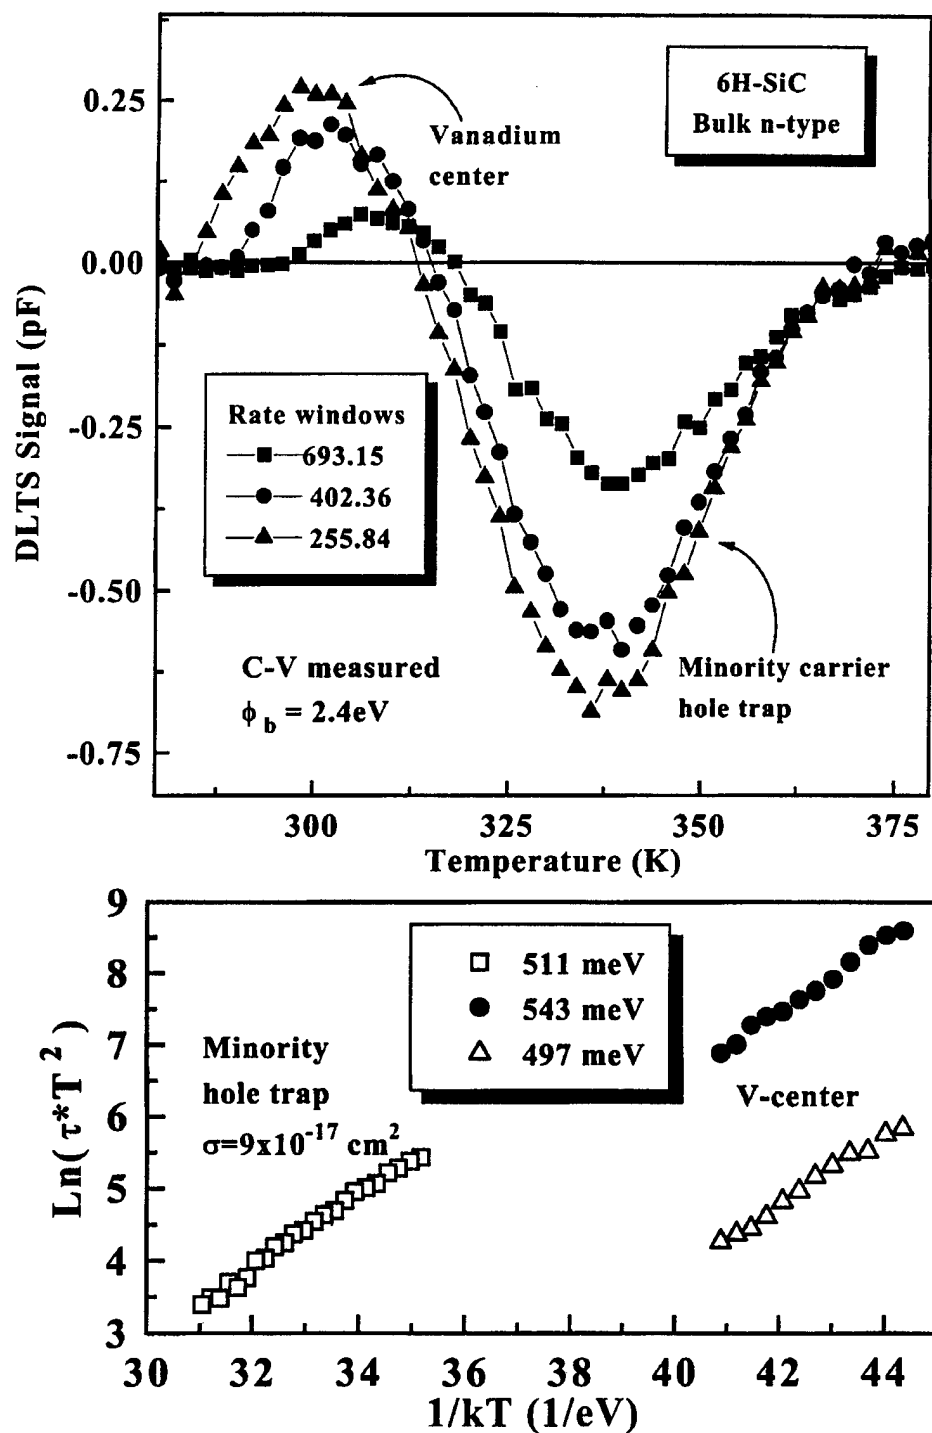 6H-SiC
Bulk n-type
Vanadium
center
0.25
0.00
-0.25
-0.50
-0.75
DLTS Signal (pF)
Rate windows
693.15
402.36
255.84
C-V measured
ϕb = 2.4eV
Minority carrier
hole trap
300 325 350 375
Temperature (K)
9
8
7
6
5
4
3
Ln(τ*T²)
511 meV
543 meV
497 meV
Minority
hole trap
σ=9x10⁻¹⁷ cm²
V-center
30 32 34 36 38 40 42 44
1/kT (1/eV)